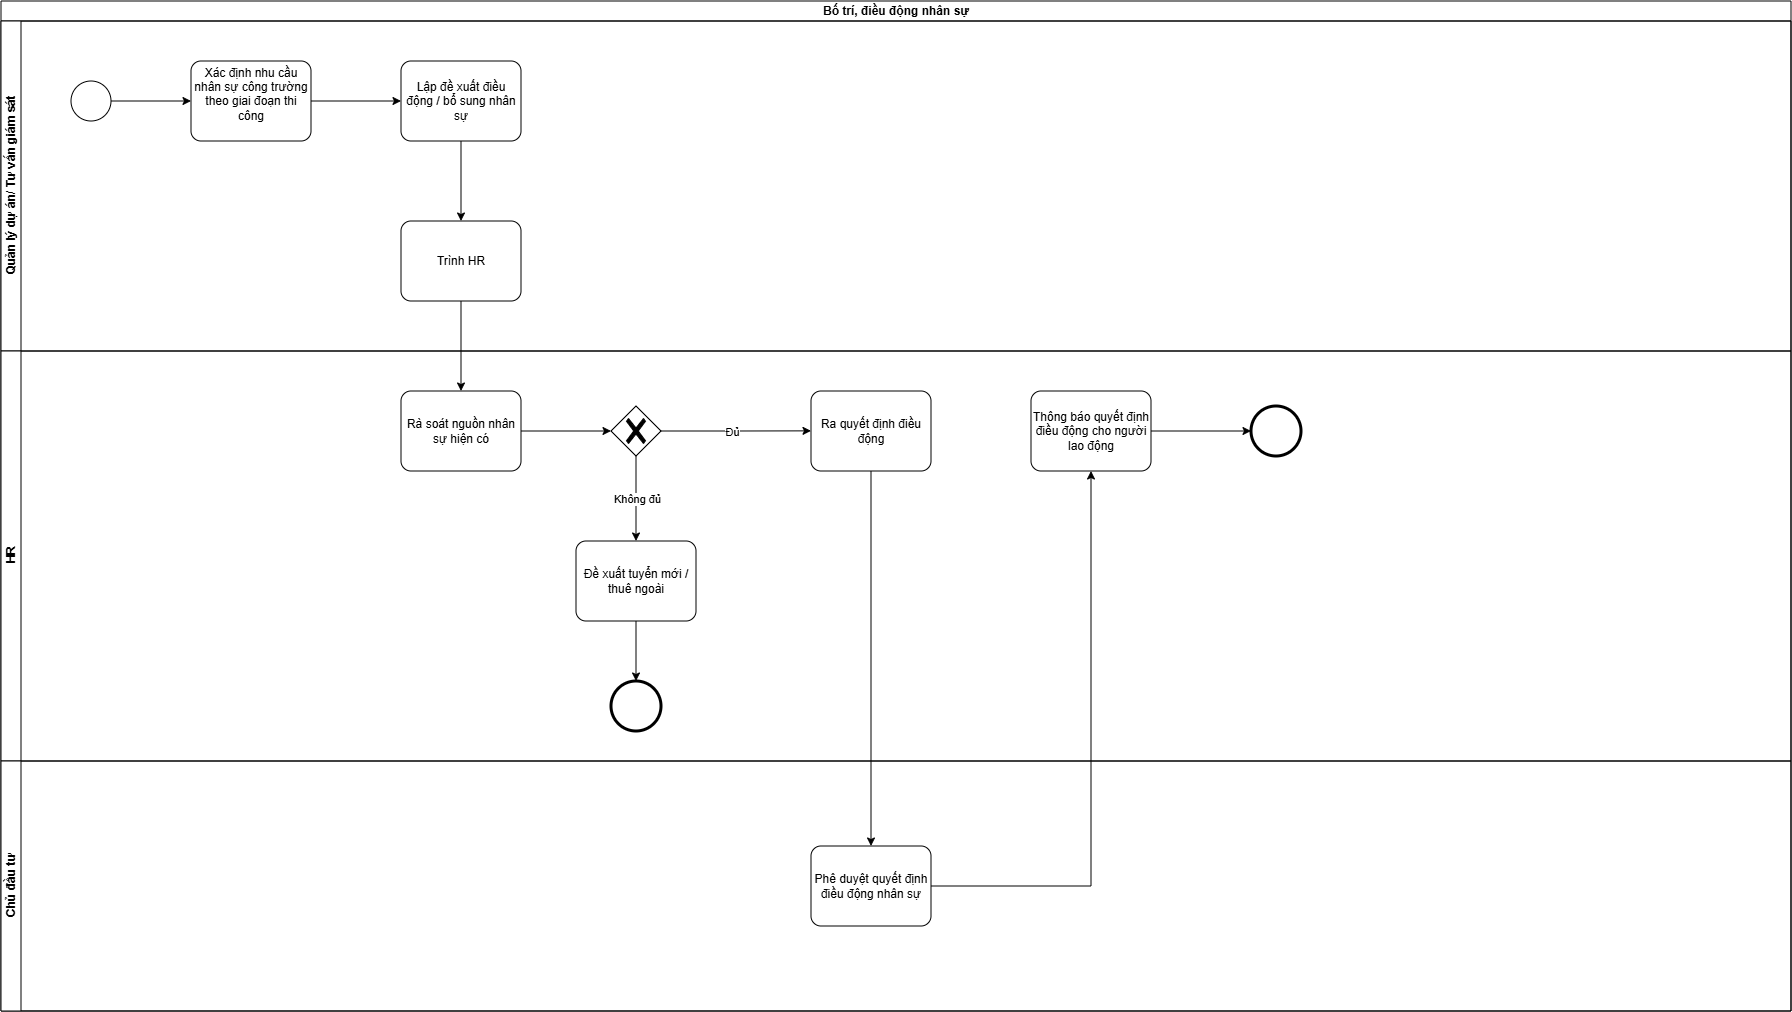 Bố trí, điều động nhân sự
Quản lý dự án/ Tư vấn giám sát
Xác định nhu cầu
nhân sự công trường
theo giai đoạn thi
công
Lập đề xuất điều
động / bổ sung nhân
sự
Trình HR
HR
Rà soát nguồn nhân
sự hiện có
Đủ
Ra quyết định điều
động
Thông báo quyết định
điều động cho người
lao động
Không đủ
Đề xuất tuyển mới /
thuê ngoài
Chủ đầu tư
Phê duyệt quyết định
điều động nhân sự